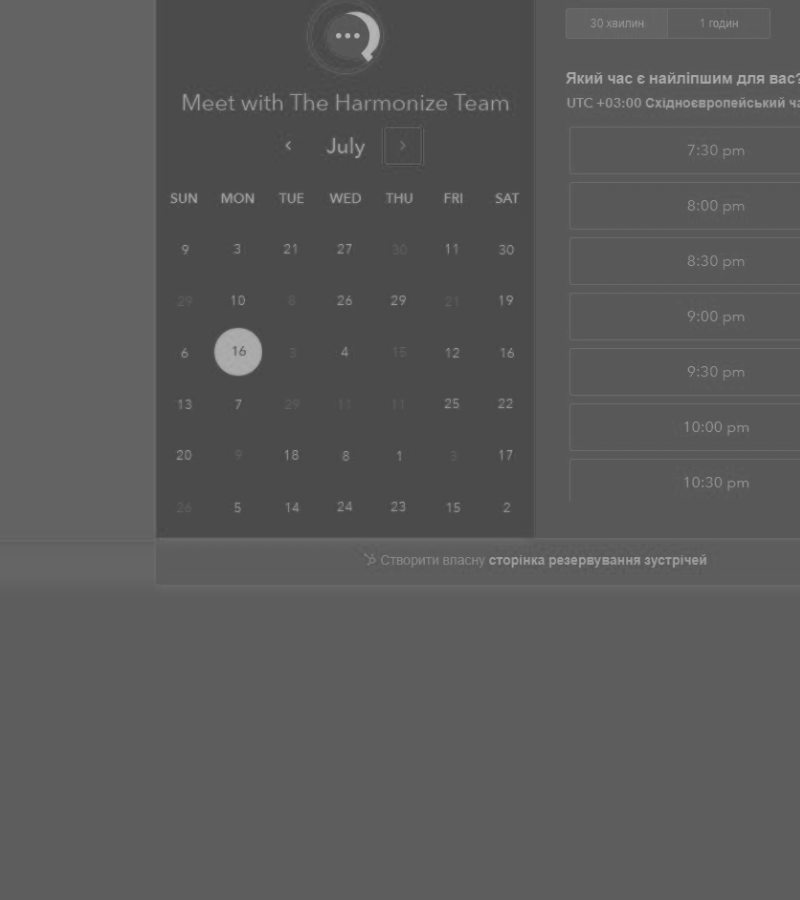 30 хвилин 1 годин
Який час є найліпшим для вас?
UTC +03:00 Східноєвропейський
Meet with The Harmonize Team
‹ July ›
SUN MON TUE WED THU FRI SAT
9 3 21 27 30 11 30
29 10 8 26 29 21 19
6 16 3 4 15 12 16
13 7 29 11 11 25 22
20 9 18 8 1 3 17
26 5 14 24 23 15 2
7:30 pm
8:00 pm
8:30 pm
9:00 pm
9:30 pm
10:00 pm
10:30 pm
Створити власну сторінка резервування зустрічей